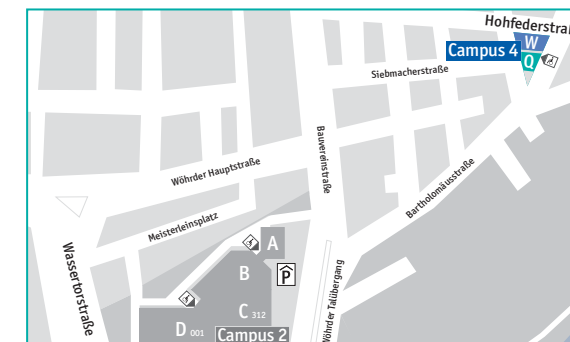 Hohfederstra
W
Campus 4
Q
Siebmacherstraße
Bauvereinstraße
Wöhrder Hauptstraße
Bartholomäusstraße
Meisterleinsplatz
Wassertorstraße
A
B
P
Wöhrder Talübergang
C 312
D 001
Campus 2